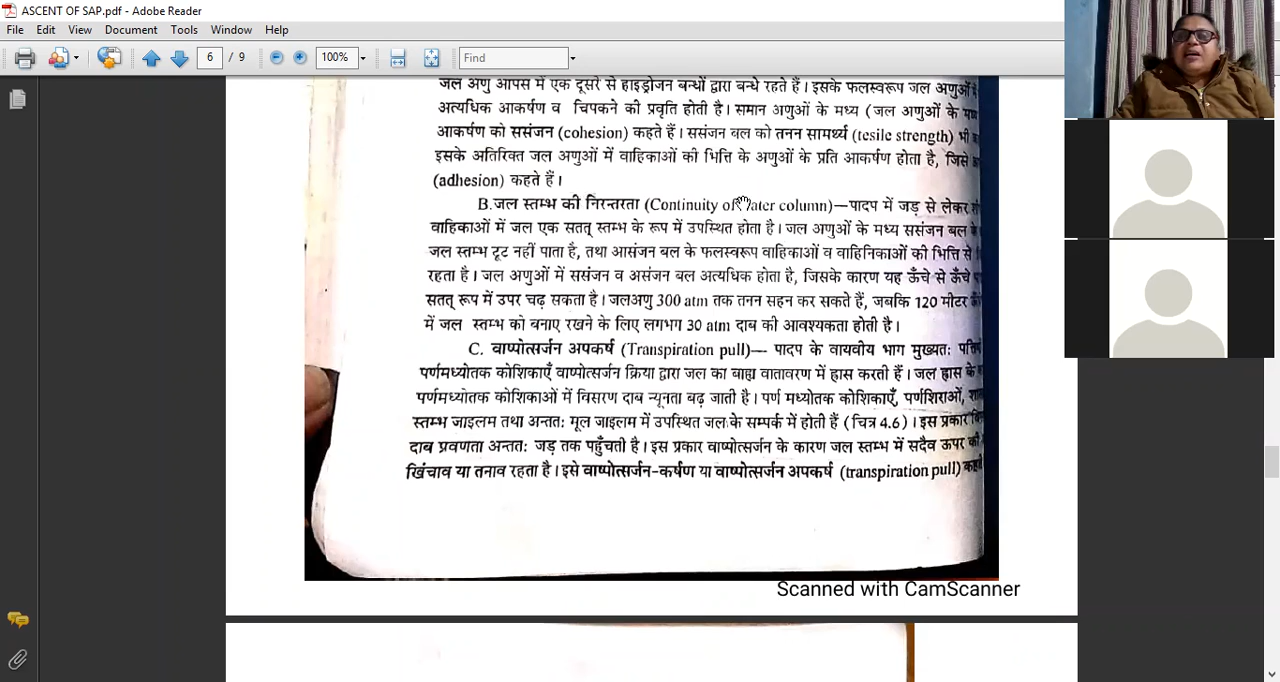 ASCENT OF SAP.pdf - Adobe Reader
File Edit View Document Tools Window Help
6 / 9 100% Find
जल अणु आपस में एक दूसरे से हाइड्रोजन बन्धों द्वारा बन्धे रहते हैं। इसके फलस्वरूप जल अणुओं में
अत्यधिक आकर्षण व चिपकने की प्रवृति होती है। समान अणुओं के मध्य (जल अणुओं के मध्य
आकर्षण को ससंजन (cohesion) कहते हैं। ससंजन बल को तनन सामर्थ्य (tesile strength) भी
इसके अतिरिक्त जल अणुओं में वाहिकाओं की भित्ति के अणुओं के प्रति आकर्षण होता है, जिसे
(adhesion) कहते हैं।
B.जल स्तम्भ की निरन्तरता (Continuity of water column)—पादप में जड़ से लेकर
वाहिकाओं में जल एक सतत् स्तम्भ के रूप में उपस्थित होता है। जल अणुओं के मध्य ससंजन बल के
जल स्तम्भ टूट नहीं पाता है, तथा आसंजन बल के फलस्वरूप वाहिकाओं व वाहिनिकाओं की भित्ति से
रहता है। जल अणुओं में ससंजन व असंजन बल अत्यधिक होता है, जिसके कारण यह ऊँचे से ऊँचे
सतत् रूप में उपर चढ़ सकता है। जलअणु 300 atm तक तनन सहन कर सकते हैं, जबकि 120 मीटर
में जल स्तम्भ को बनाए रखने के लिए लगभग 30 atm दाब की आवश्यकता होती है।
C. वाष्पोत्सर्जन अपकर्ष (Transpiration pull)— पादप के वायवीय भाग मुख्यतः
पर्णमध्योतक कोशिकाएँ वाष्पोत्सर्जन क्रिया द्वारा जल का बाह्य वातावरण में ह्रास करती हैं। जल ह्रास के
पर्णमध्योतक कोशिकाओं में विसरण दाब न्यूनता बढ़ जाती है। पर्ण मध्योतक कोशिकाएँ, पर्णशिराओं,
स्तम्भ जाइलम तथा अन्ततः मूल जाइलम में उपस्थित जल के सम्पर्क में होती हैं (चित्र 4.6)। इस प्रकार
दाब प्रवणता अन्ततः जड़ तक पहुँचती है। इस प्रकार वाष्पोत्सर्जन के कारण जल स्तम्भ में सदैव ऊपर की
खिंचाव या तनाव रहता है। इसे वाष्पोत्सर्जन-कर्षण या वाष्पोत्सर्जन अपकर्ष (transpiration pull) कहते
Scanned with CamScanner